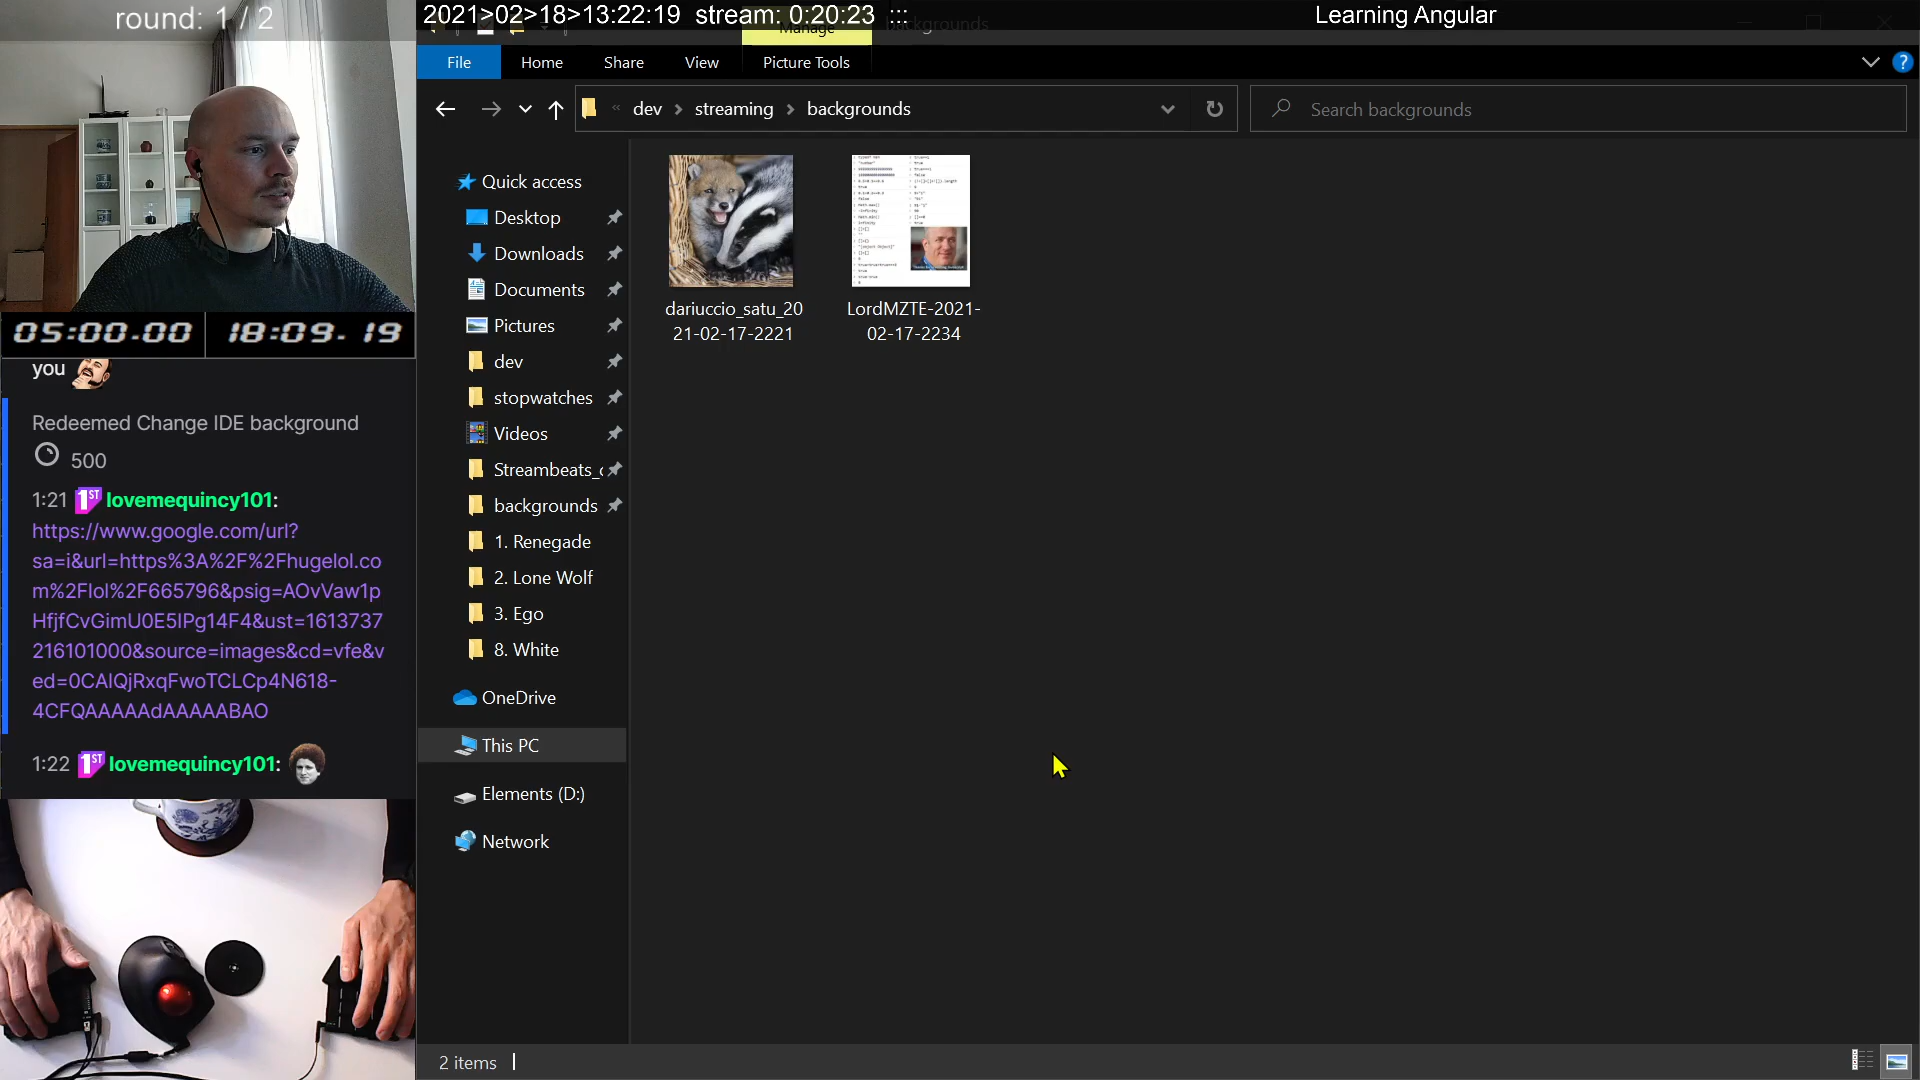 round: 1 / 2
2021>02>18>13:22:19 stream: 0:20:23 :::
Learning Angular
Manage
backgrounds
File
Home
Share
View
Picture Tools
« dev > streaming > backgrounds
Search backgrounds
Quick access
Desktop
Downloads
Documents
Pictures
dev
stopwatches
Videos
Streambeats_
backgrounds
1. Renegade
2. Lone Wolf
3. Ego
8. White
OneDrive
This PC
Elements (D:)
Network
dariuccio_satu_20
21-02-17-2221
LordMZTE-2021-
02-17-2234
05:00.00
18:09. 19
you
Redeemed Change IDE background
500
1:21 1ST lovemequincy101:
https://www.google.com/url?
sa=i&url=https%3A%2F%2Fhugelol.co
m%2Flol%2F665796&psig=AOvVaw1p
HfjfCvGimU0E5IPg14F4&ust=1613737
216101000&source=images&cd=vfe&v
ed=0CAIQjRxqFwoTCLCp4N618-
4CFQAAAAAdAAAAABAO
1:22 1ST lovemequincy101:
2 items